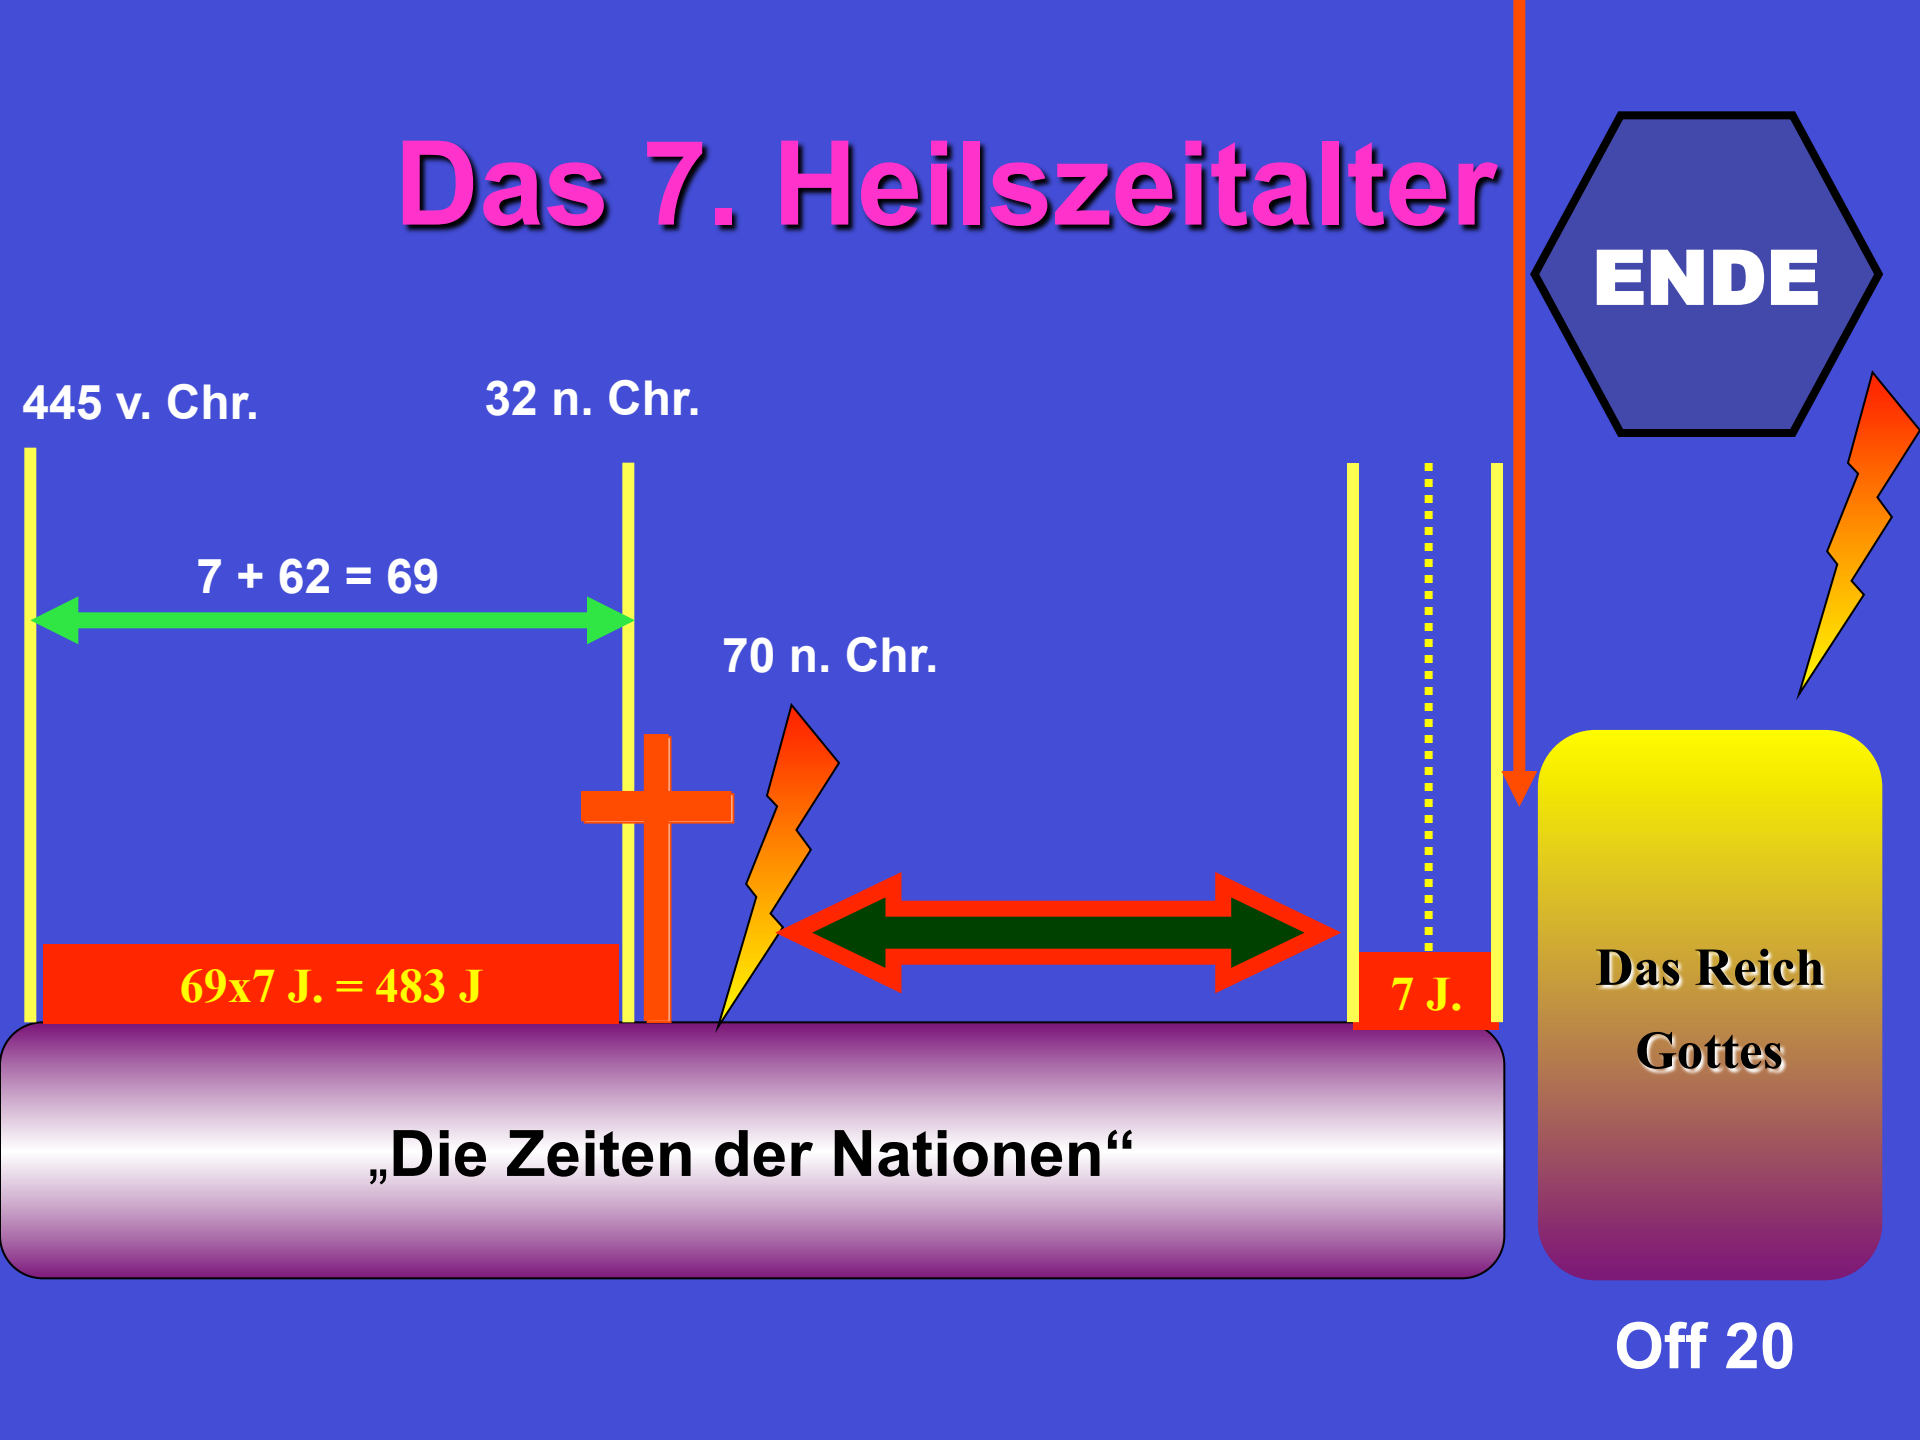 Das 7. Heilszeitalter
ENDE
445 v. Chr.
32 n. Chr.
7 + 62 = 69
70 n. Chr.
69x7 J. = 483 J
7 J.
Das Reich
Gottes
„Die Zeiten der Nationen“
Off 20